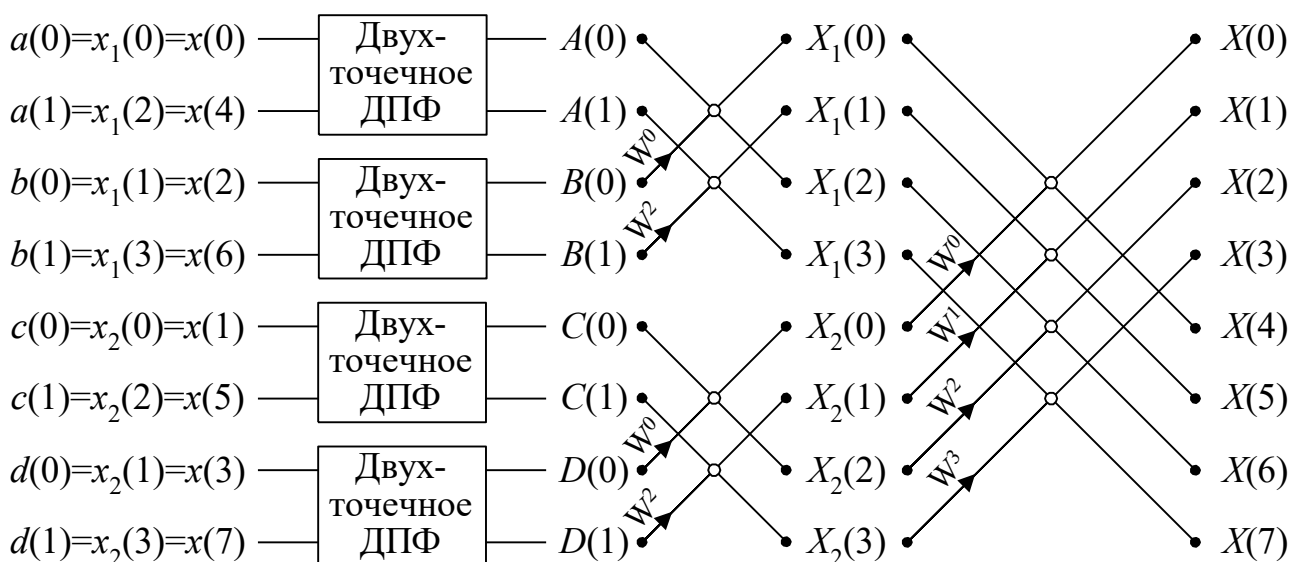 a(0)=x₁(0)=x(0) Двух- A(0) X₁(0) X(0)
точечное
a(1)=x₁(2)=x(4) ДПФ A(1) X₁(1) X(1)
W⁰
b(0)=x₁(1)=x(2) Двух- B(0) X₁(2) X(2)
точечное W²
b(1)=x₁(3)=x(6) ДПФ B(1) X₁(3) W⁰ X(3)
c(0)=x₂(0)=x(1) Двух- C(0) X₂(0) W¹ X(4)
точечное
c(1)=x₂(2)=x(5) ДПФ C(1) X₂(1) W² X(5)
W⁰
d(0)=x₂(1)=x(3) Двух- D(0) X₂(2) W³ X(6)
точечное W²
d(1)=x₂(3)=x(7) ДПФ D(1) X₂(3) X(7)